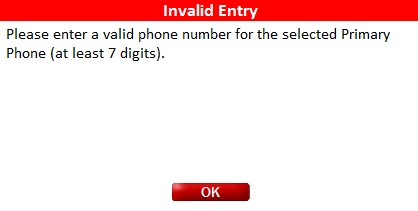 Invalid Entry
Please enter a valid phone number for the selected Primary
Phone (at least 7 digits).
OK